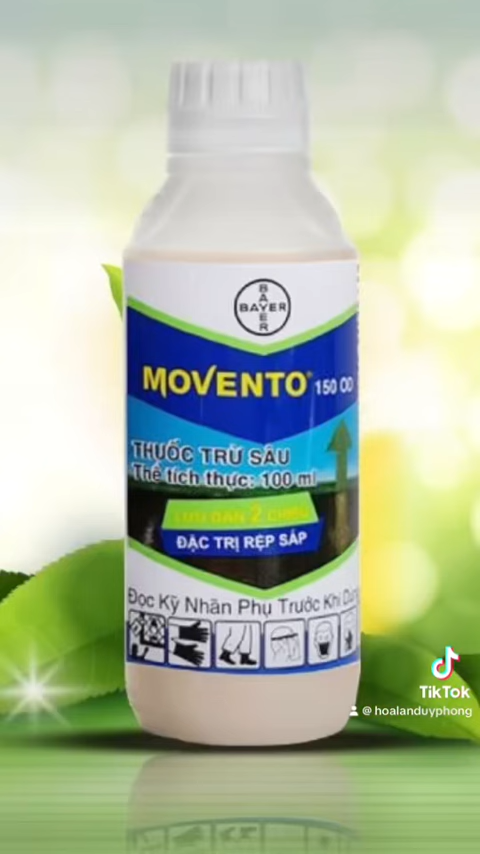 BAYER
BAYER
MOVENTO® 150 OD
THUỐC TRỪ SÂU
Thể tích thực: 100 ml
LƯU DẪN 2 CHIỀU
ĐẶC TRỊ RỆP SÁP
Đọc Kỹ Nhãn Phụ Trước Khi Dùng
TikTok
@ hoalanduyphong